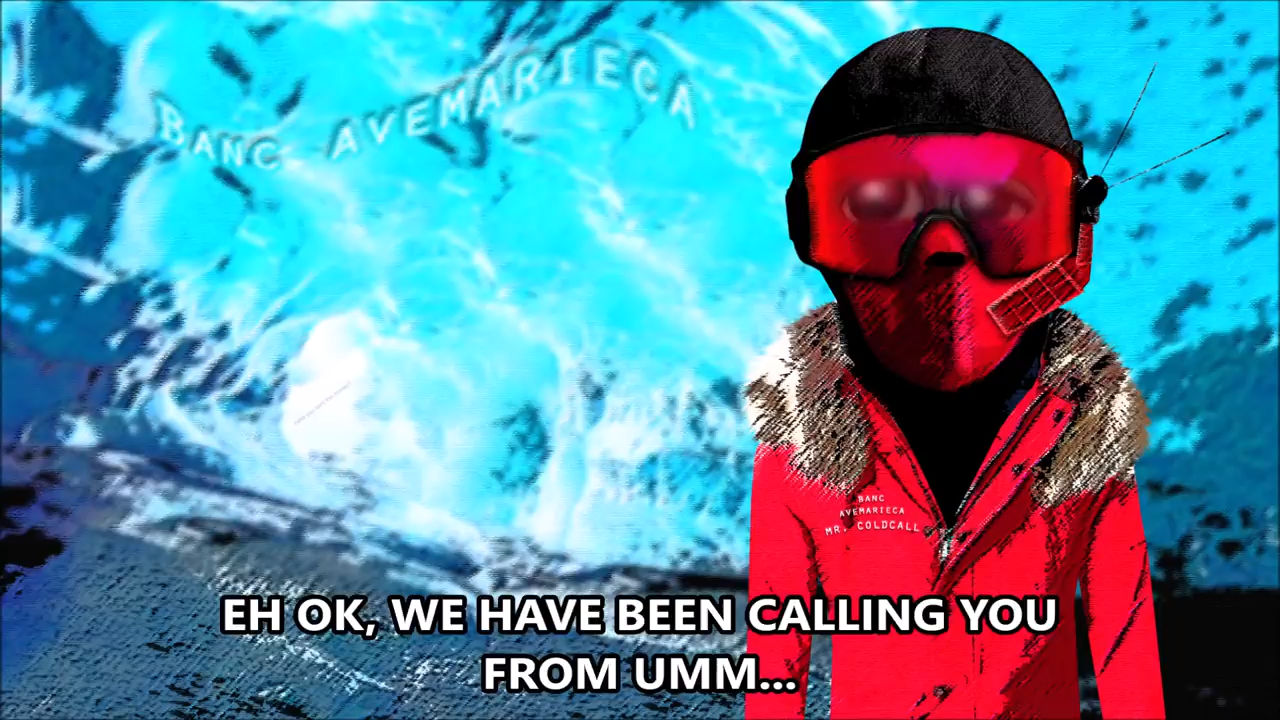 BANC AVEMARIECA
BANC
AVEMARIECA
MR. COLDCALL
EH OK, WE HAVE BEEN CALLING YOU
FROM UMM...